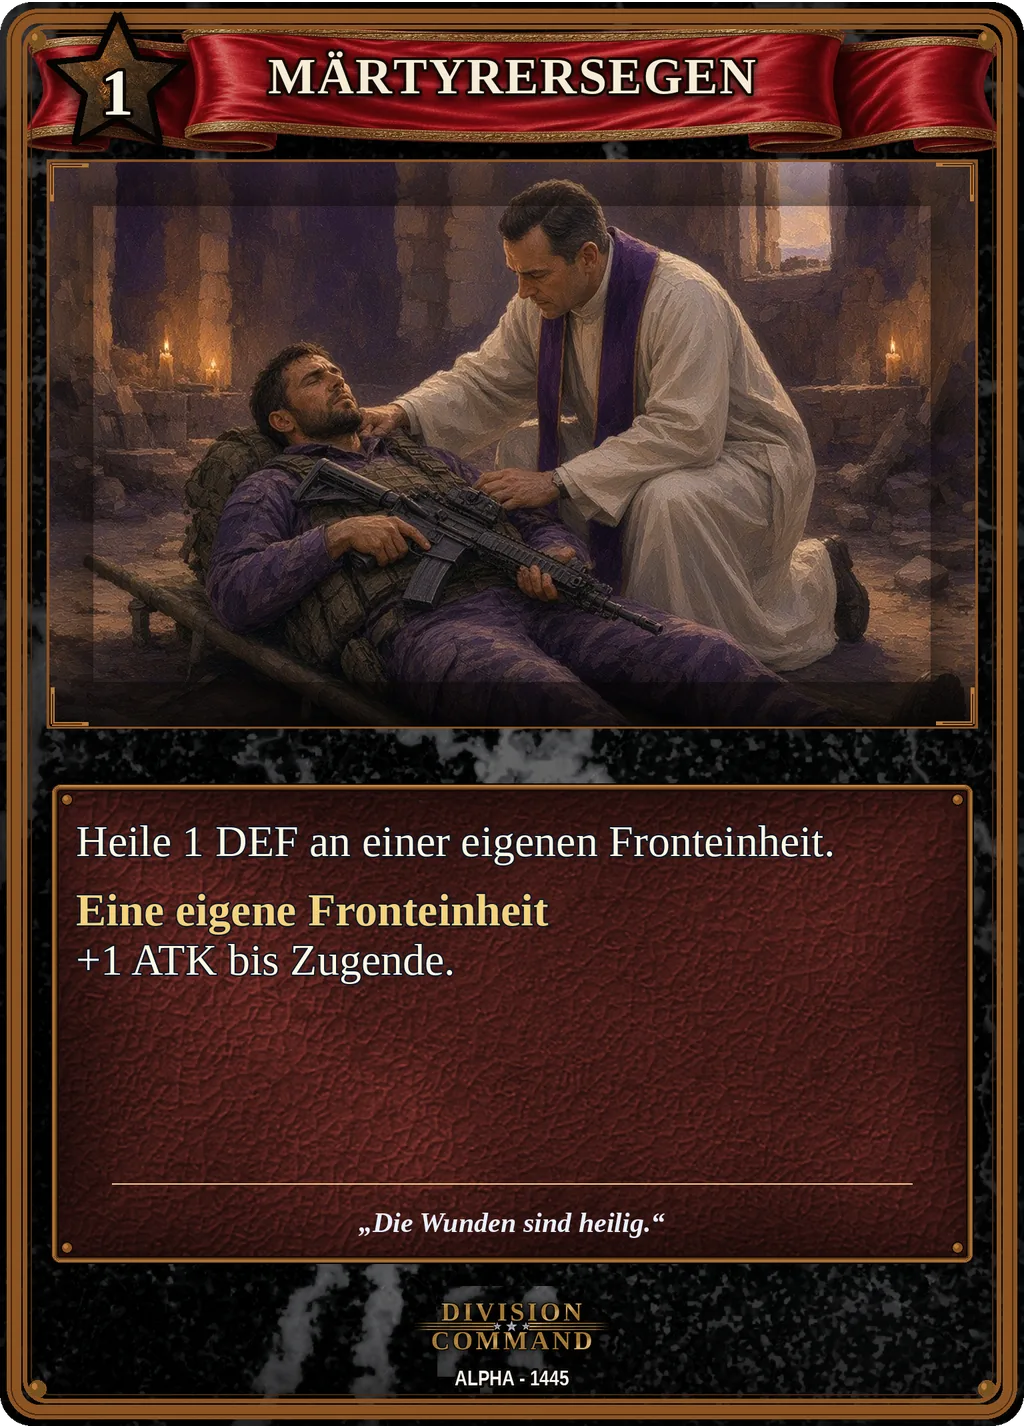 1
MÄRTYRERSEGEN
Heile 1 DEF an einer eigenen Fronteinheit.
Eine eigene Fronteinheit
+1 ATK bis Zugende.
„Die Wunden sind heilig.“
DIVISION
COMMAND
ALPHA - 1445